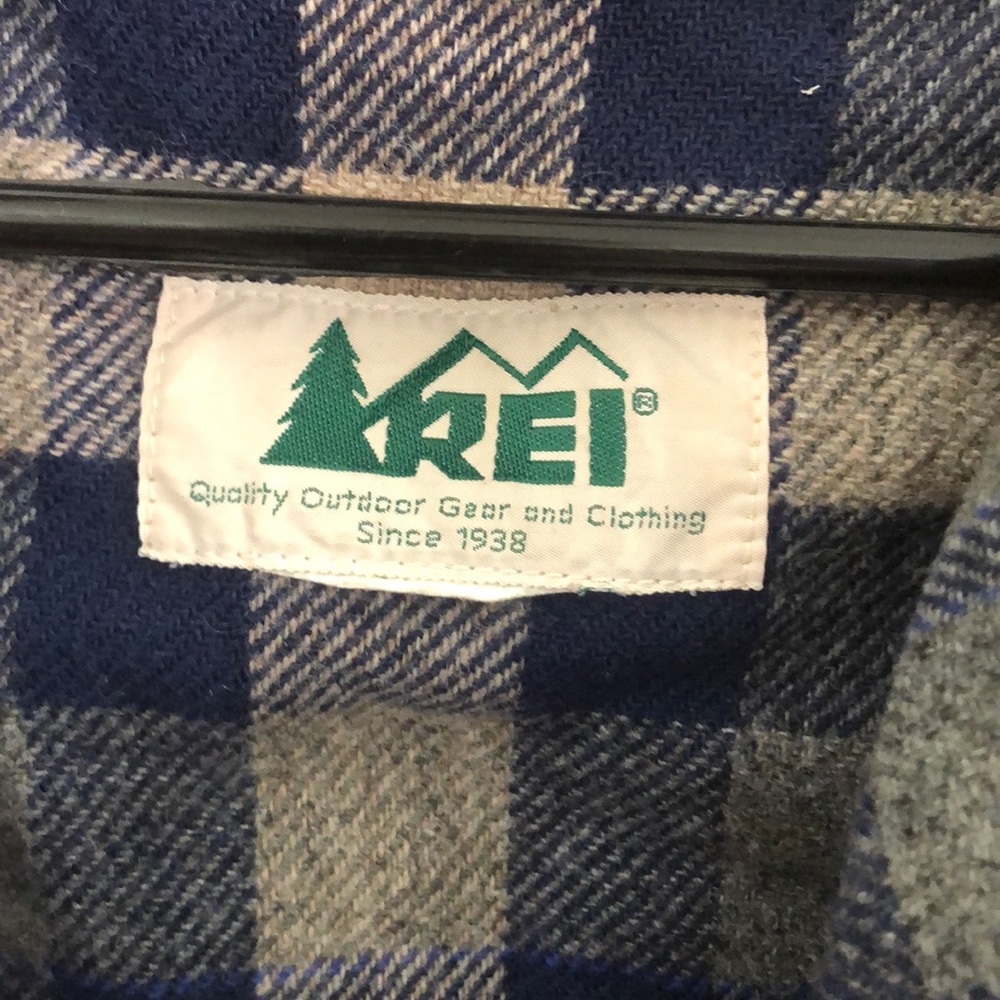 REI®
Quality Outdoor Gear and Clothing
Since 1938